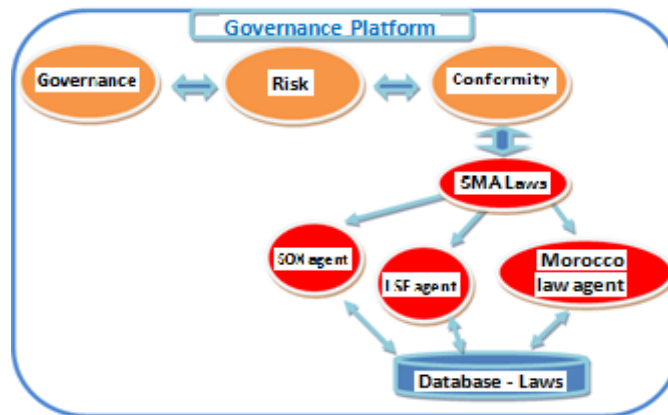 Governance Platform
Governance
Risk
Conformity
SMA Laws
SOX agent
LSF agent
Morocco
law agent
Database - Laws